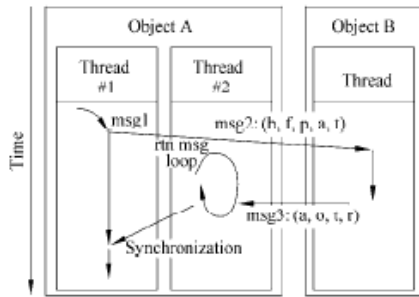 Object A
Object B
Thread
#1
Thread
#2
Thread
msg1
msg2: (h, f, p, a, t)
rtn msg
loop
msg3: (a, o, t, r)
Synchronization
Time